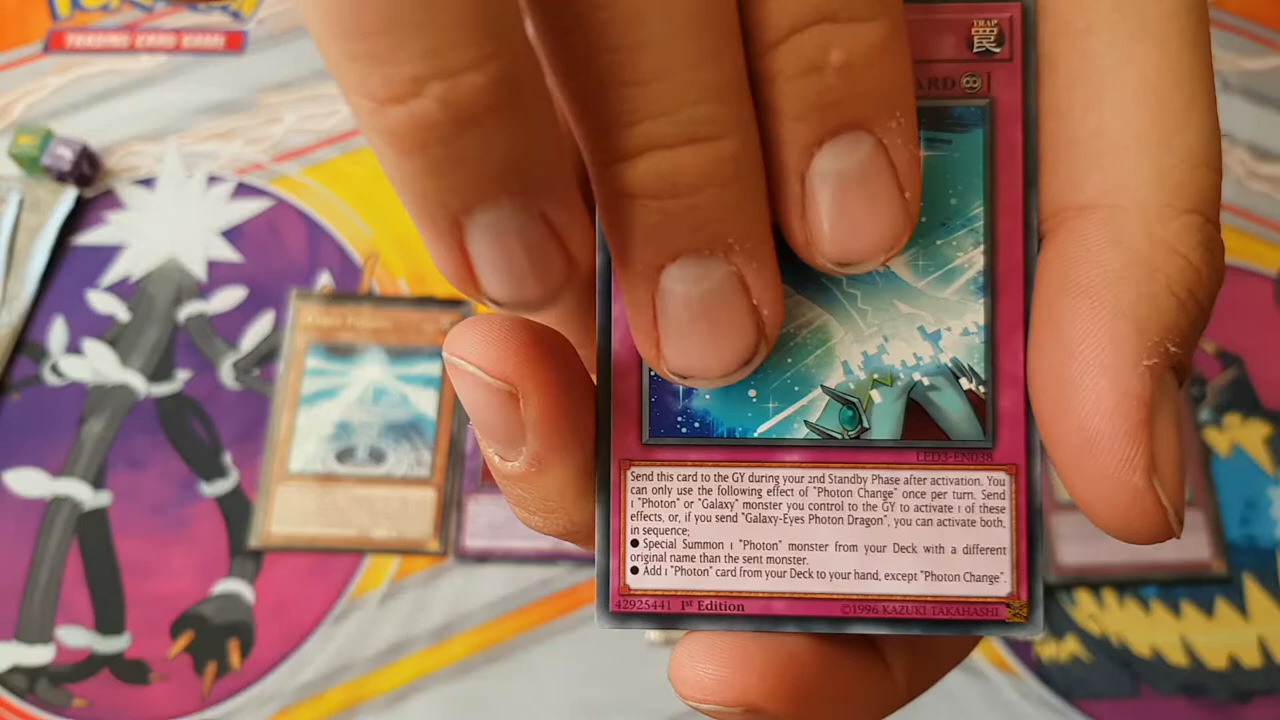 POKÉMON
TRADING CARD GAME
TRAP
罠
ARD ]
LED3-EN038
Send this card to the GY during your 2nd Standby Phase after activation. You
can only use the following effect of "Photon Change" once per turn. Send
1 "Photon" or "Galaxy" monster you control to the GY to activate 1 of these
effects, or, if you send "Galaxy-Eyes Photon Dragon", you can activate both,
in sequence;
● Special Summon 1 "Photon" monster from your Deck with a different
original name than the sent monster.
● Add 1 "Photon" card from your Deck to your hand, except "Photon Change".
42925441 1st Edition
©1996 KAZUKI TAKAHASHI